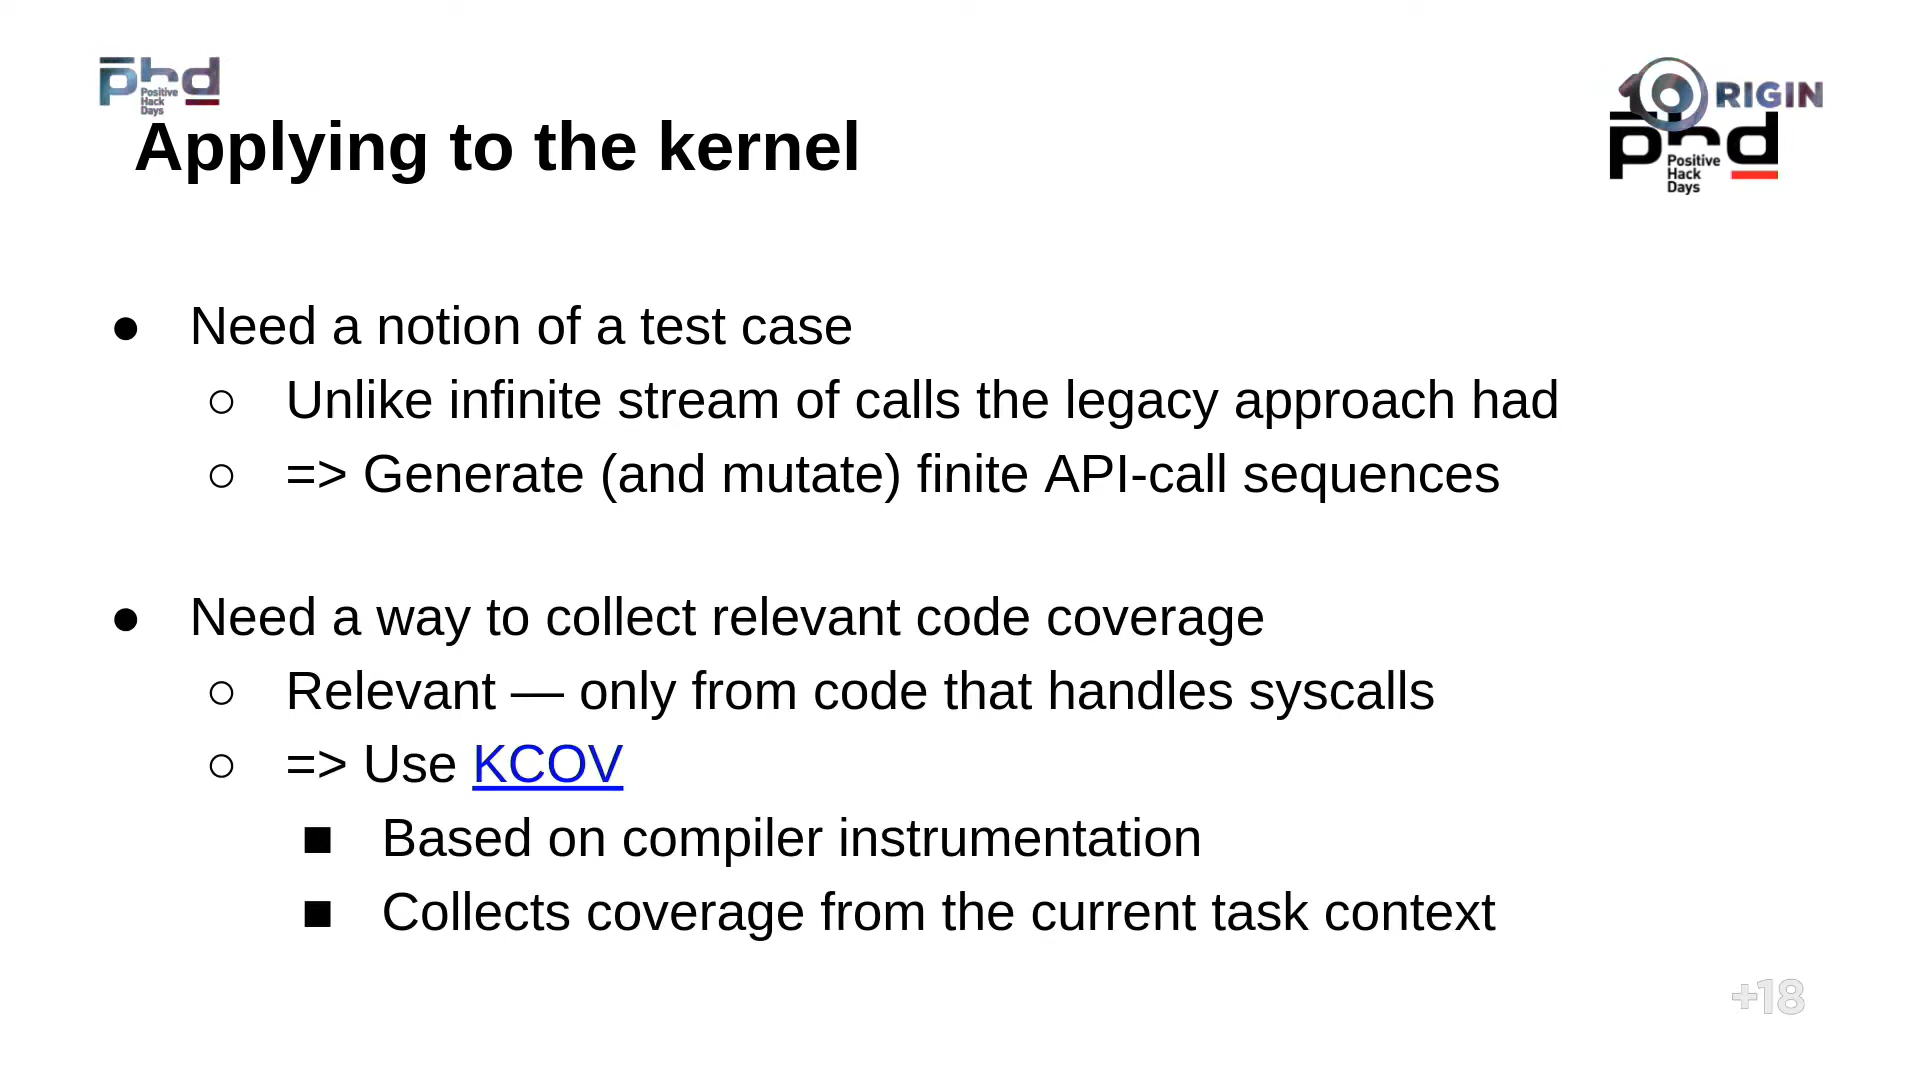 phd
Positive
Hack
Days
10RIGIN
phd
Positive
Hack
Days
Applying to the kernel
● Need a notion of a test case
○ Unlike infinite stream of calls the legacy approach had
○ => Generate (and mutate) finite API-call sequences
● Need a way to collect relevant code coverage
○ Relevant — only from code that handles syscalls
○ => Use KCOV
■ Based on compiler instrumentation
■ Collects coverage from the current task context
+18